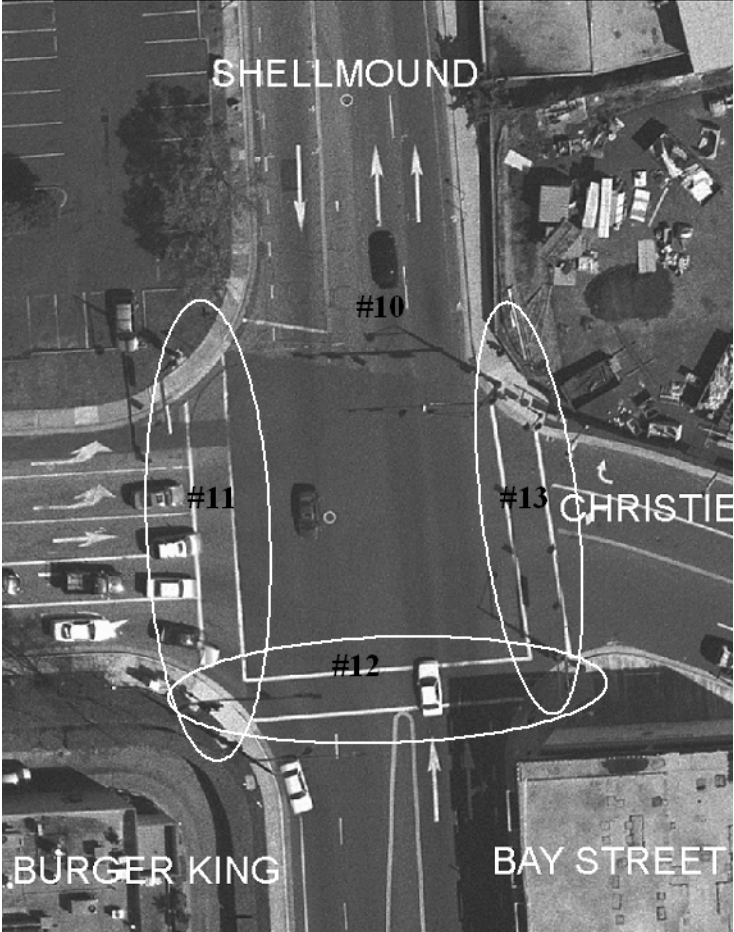 SHELLMOUND
#10
#11
#13
CHRISTIE
#12
BURGER KING
BAY STREET